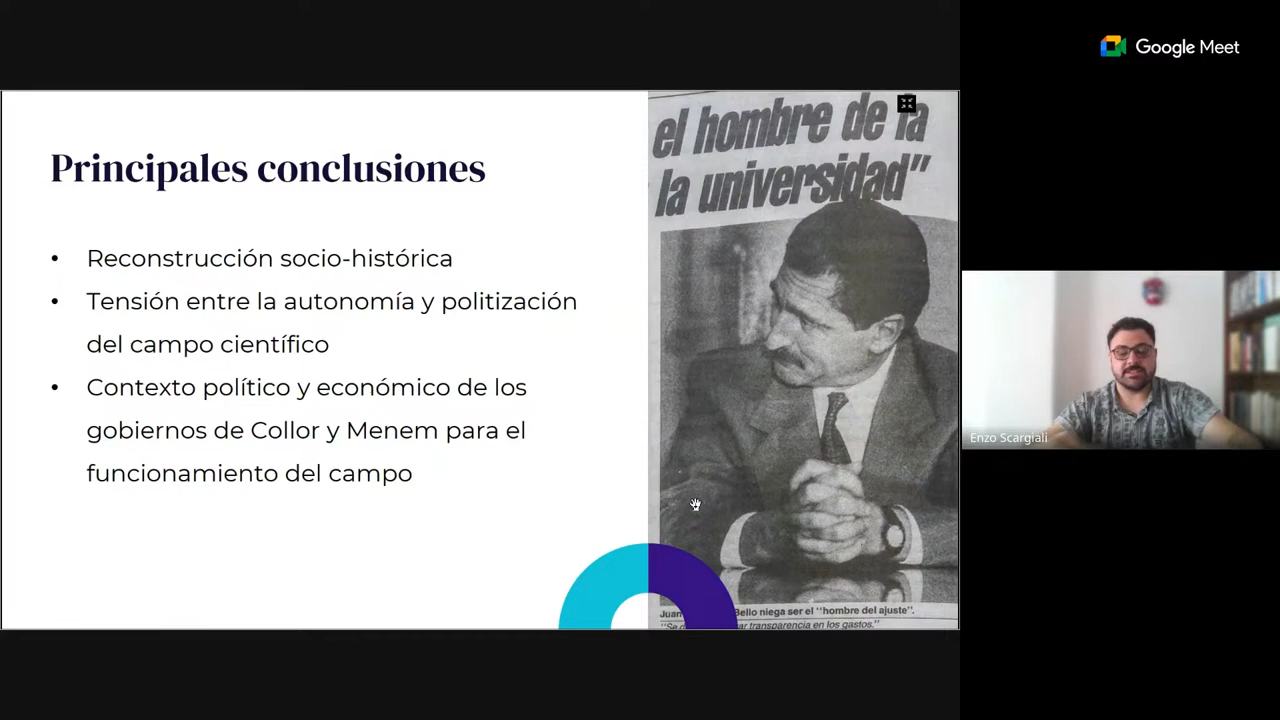 Google Meet
Principales conclusiones
• Reconstrucción socio-histórica
• Tensión entre la autonomía y politización
del campo científico
• Contexto político y económico de los
gobiernos de Collor y Menem para el
funcionamiento del campo
el hombre de la
la universidad”
Juan Bello niega ser el “hombre del ajuste”.
transparencia en los gastos.”
Enzo Scargiali